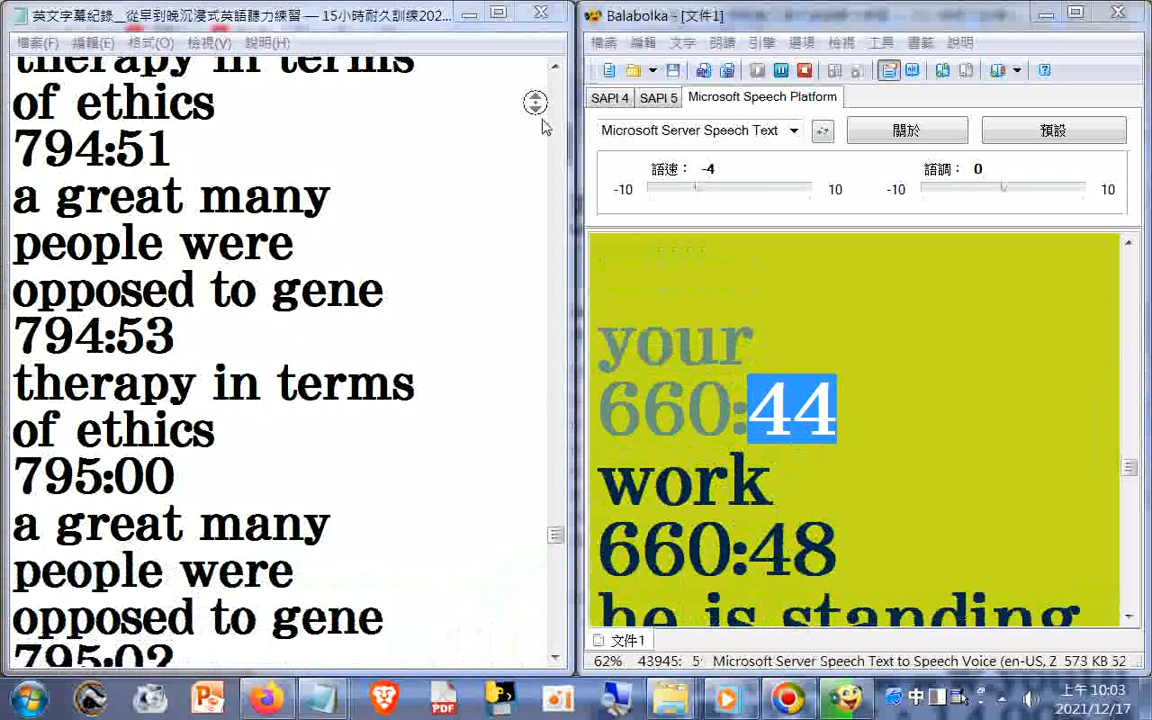 英文字幕紀錄__從早到晚沉浸式英語聽力練習 — 15小時耐久訓練202...
檔案(F) 編輯(E) 格式(O) 檢視(V) 說明(H)
therapy in terms
of ethics
794:51
a great many
people were
opposed to gene
794:53
therapy in terms
of ethics
795:00
a great many
people were
opposed to gene
795:02
Balabolka - [文件1]
檔案 編輯 文字 朗讀 引擎 選項 檢視 工具 書籤 說明
SAPI 4 SAPI 5 Microsoft Speech Platform
Microsoft Server Speech Text 關於 預設
語速： -4 語調： 0
-10 10 -10 10
your
660:44
work
660:48
he is standing
文件1
62% 43945: 5 Microsoft Server Speech Text to Speech Voice (en-US, Z 573 KB 52
PDF 中 上午 10:03
2021/12/17